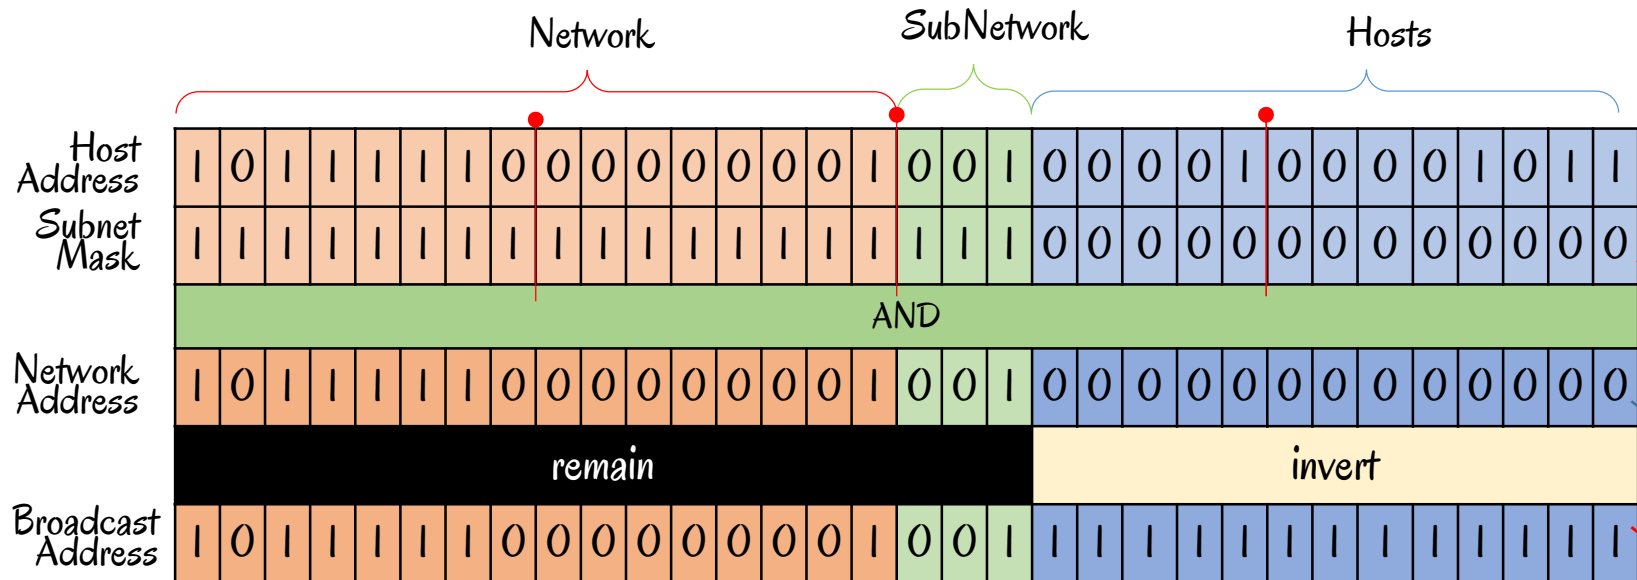 Network
SubNetwork
Hosts
Host
Address
1 0 1 1 1 1 1 0 0 0 0 0 0 0 0 1 0 0 1 0 0 0 0 1 0 0 0 0 1 0 1 1
Subnet
Mask
1 1 1 1 1 1 1 1 1 1 1 1 1 1 1 1 1 1 1 0 0 0 0 0 0 0 0 0 0 0 0 0
AND
Network
Address
1 0 1 1 1 1 1 0 0 0 0 0 0 0 0 1 0 0 1 0 0 0 0 0 0 0 0 0 0 0 0 0
remain
invert
Broadcast
Address
1 0 1 1 1 1 1 0 0 0 0 0 0 0 0 1 0 0 1 1 1 1 1 1 1 1 1 1 1 1 1 1